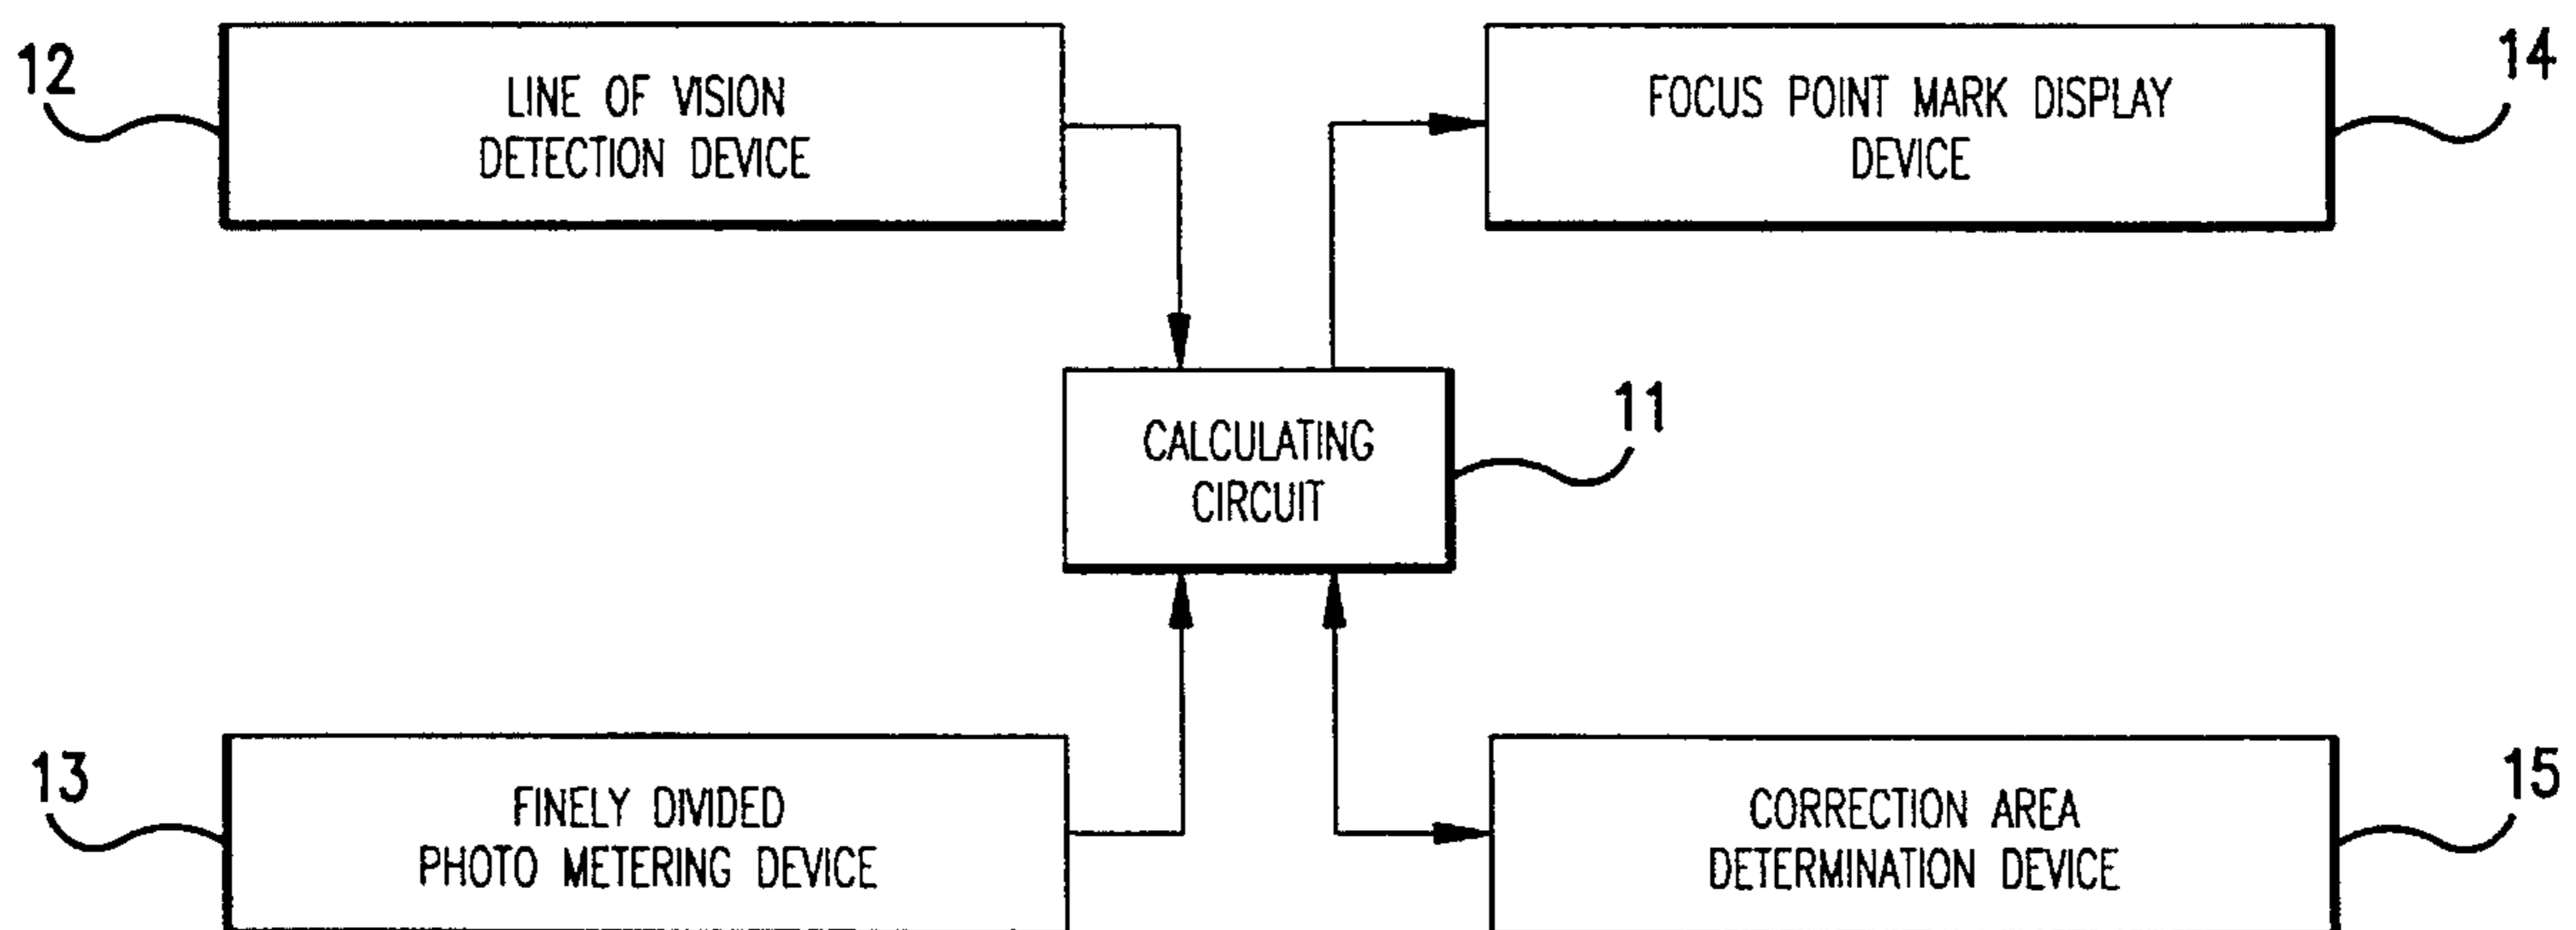 12
LINE OF VISION
DETECTION DEVICE
FOCUS POINT MARK DISPLAY
DEVICE
14
CALCULATING
CIRCUIT
11
13
FINELY DIVIDED
PHOTO METERING DEVICE
CORRECTION AREA
DETERMINATION DEVICE
15